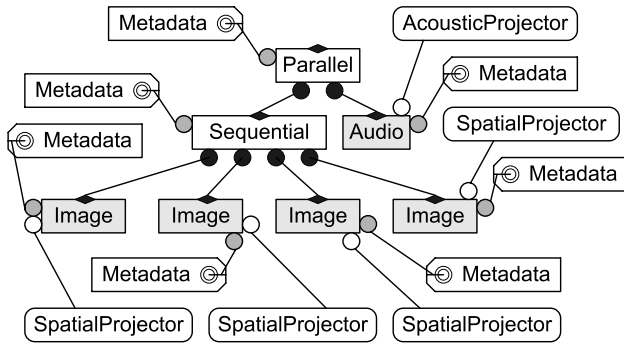 Metadata
AcousticProjector
Parallel
Metadata
Metadata
Sequential
Audio
SpatialProjector
Metadata
Metadata
Image
Image
Image
Image
Metadata
Metadata
SpatialProjector
SpatialProjector
SpatialProjector